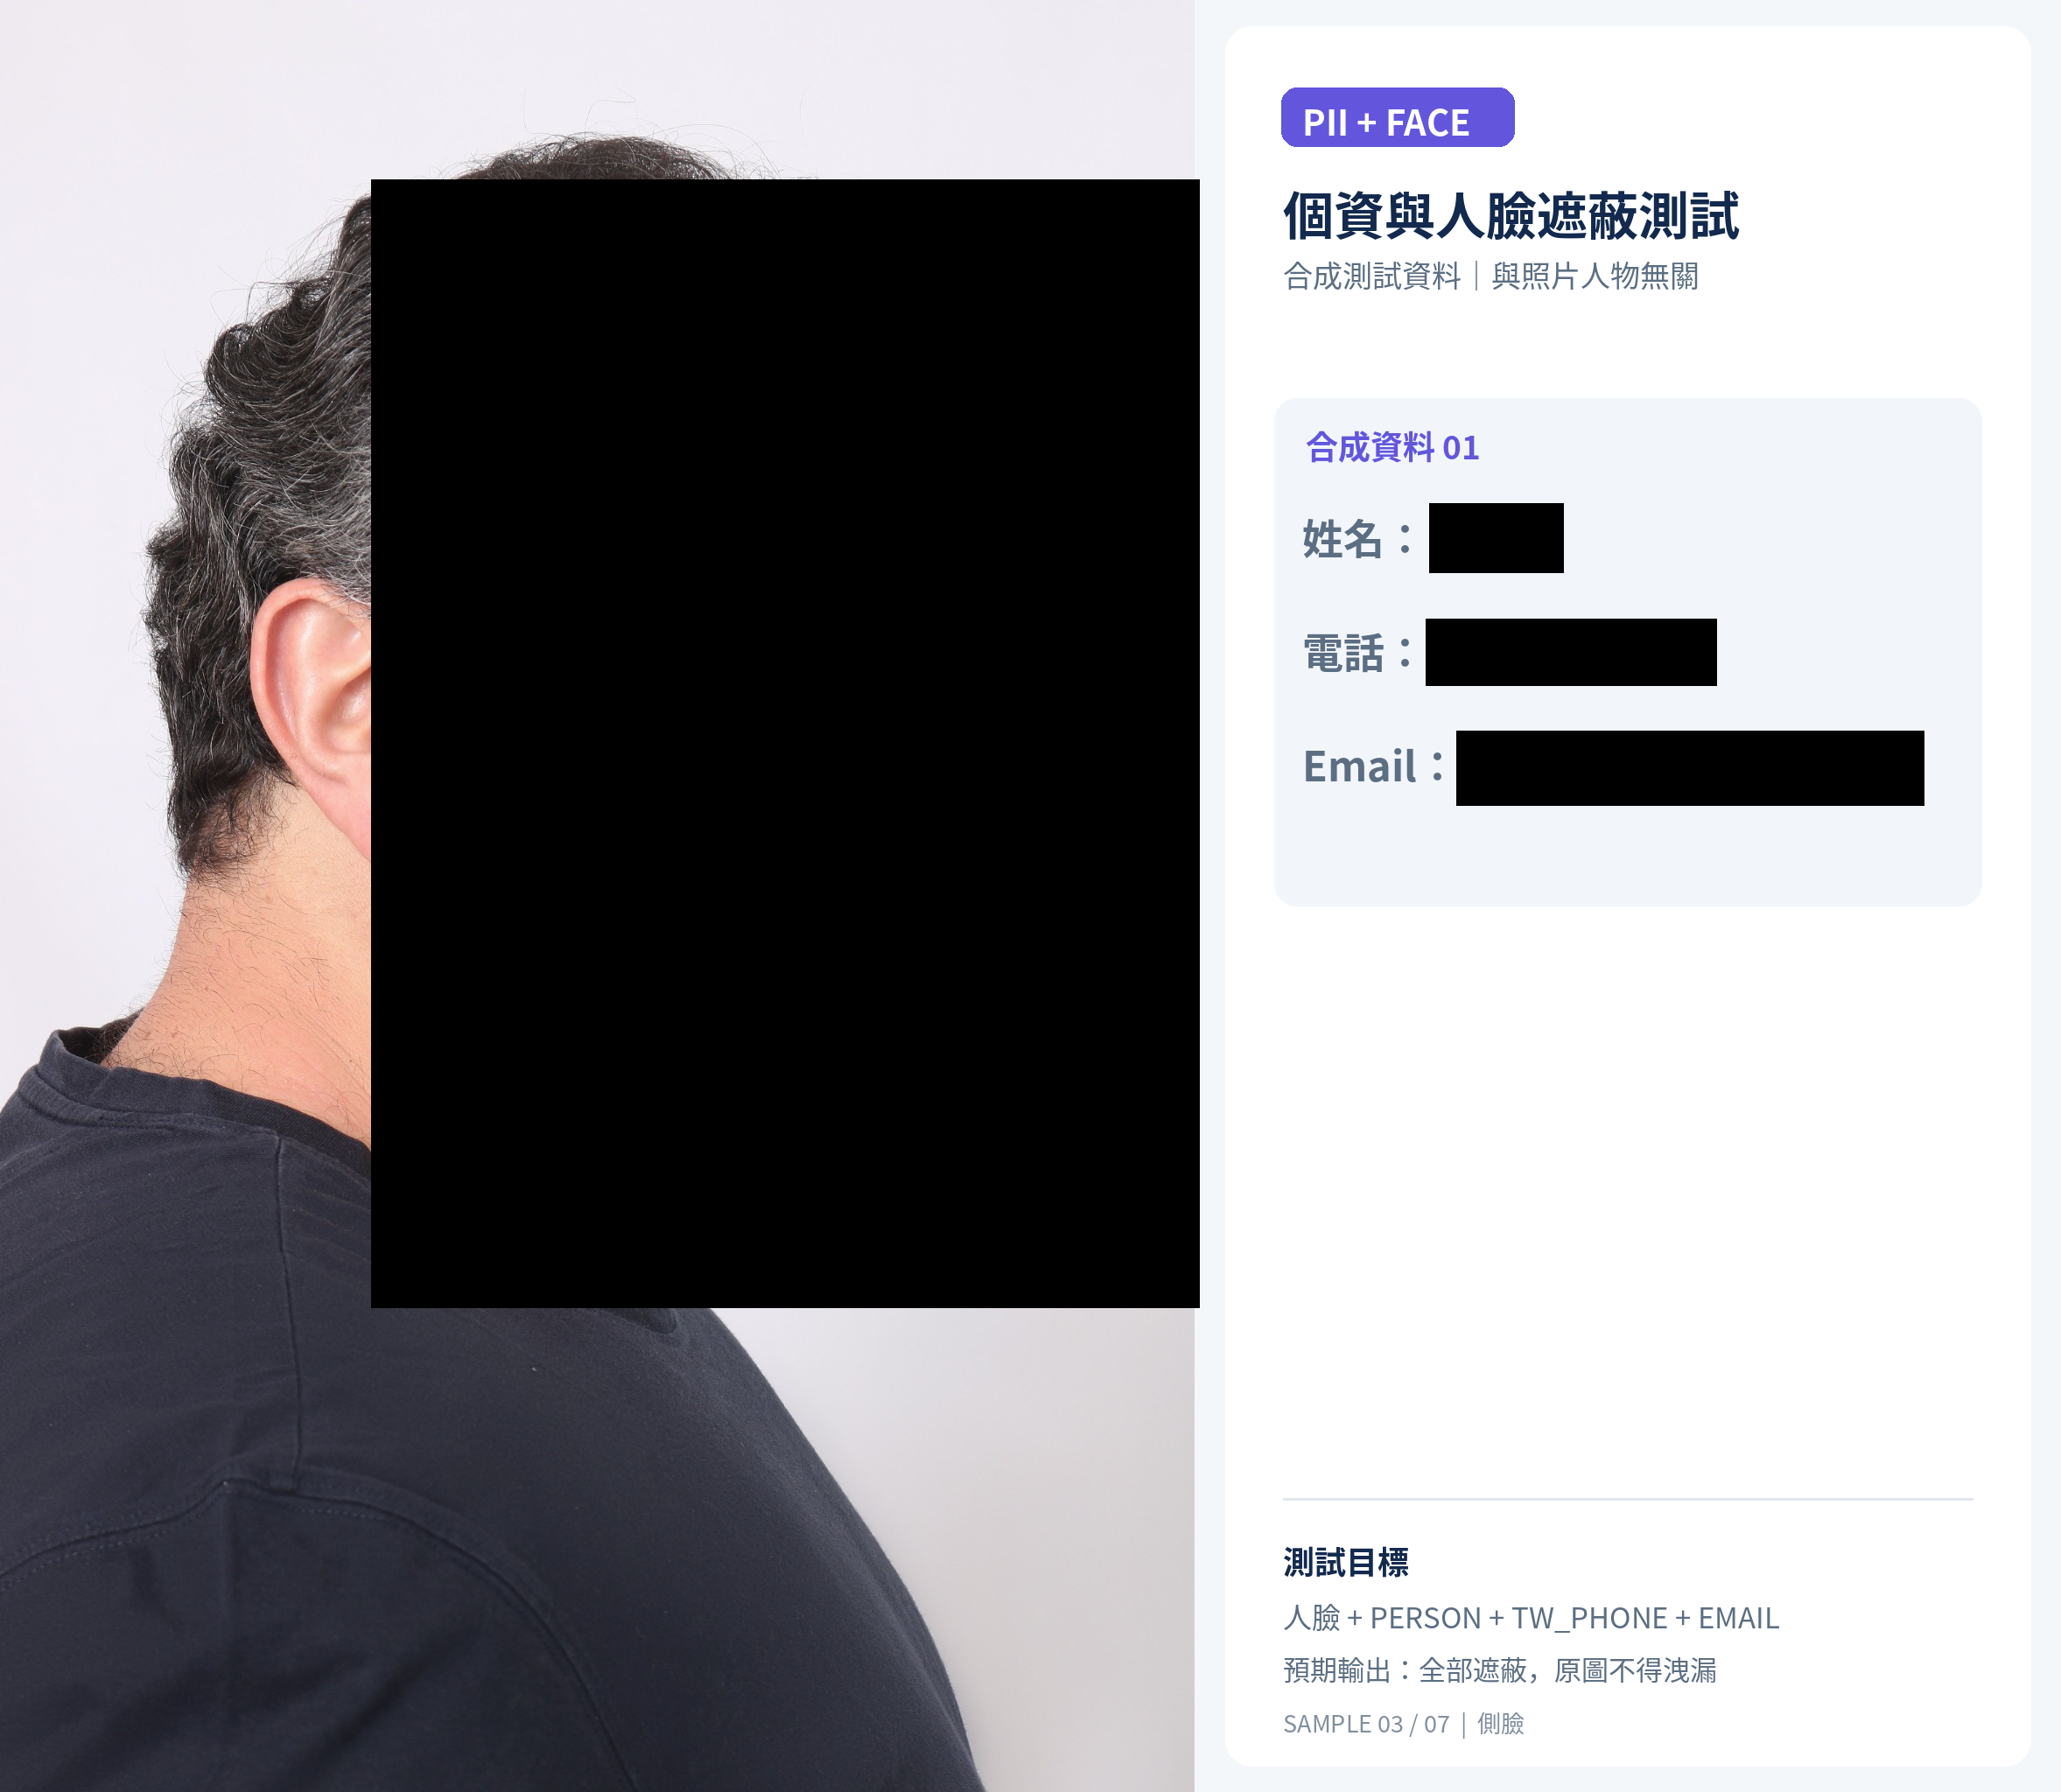 PII + FACE
個資與人臉遮蔽測試
合成測試資料｜與照片人物無關
合成資料 01
姓名：
電話：
Email：
測試目標
人臉 + PERSON + TW_PHONE + EMAIL
預期輸出：全部遮蔽，原圖不得洩漏
SAMPLE 03 / 07｜側臉